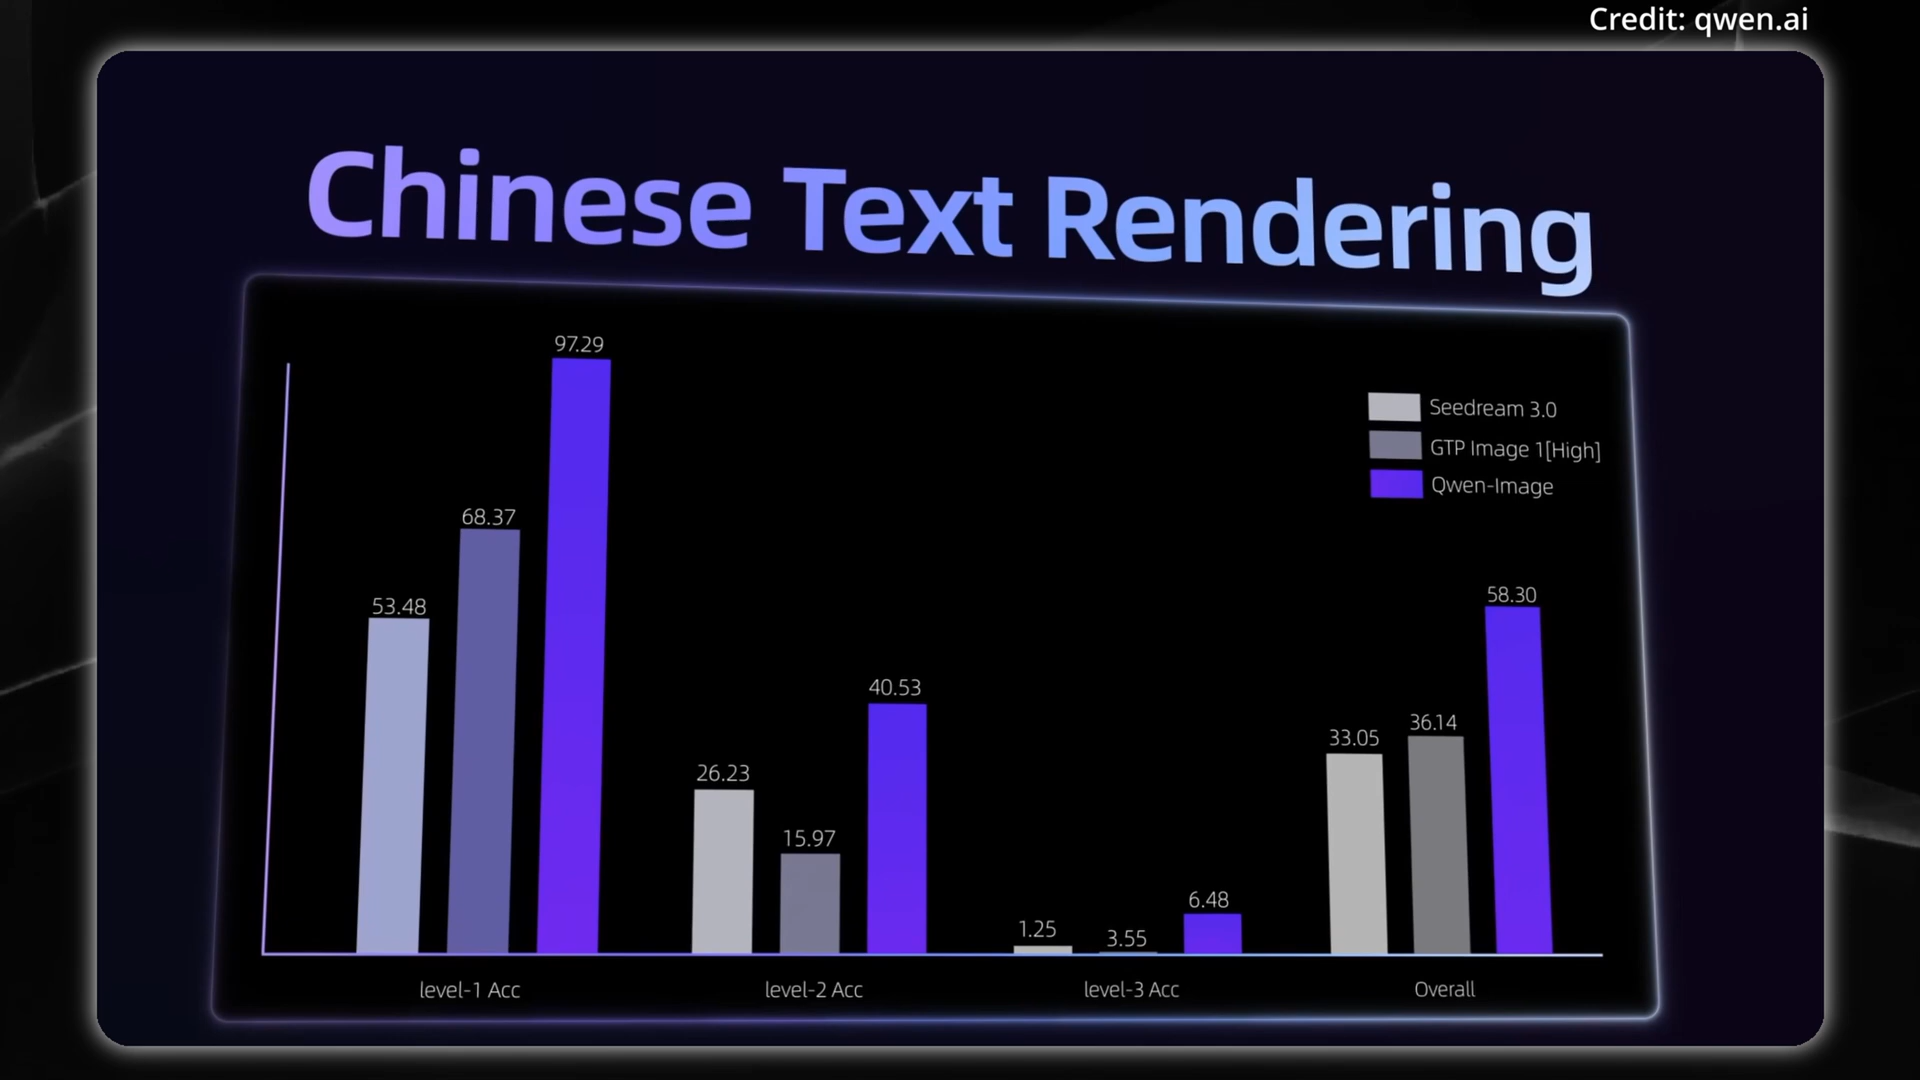 Credit: qwen.ai
Chinese Text Rendering
97.29
68.37
53.48
26.23
15.97
40.53
1.25
3.55
6.48
33.05
36.14
58.30
Seedream 3.0
GTP Image 1[High]
Qwen-Image
level-1 Acc
level-2 Acc
level-3 Acc
Overall